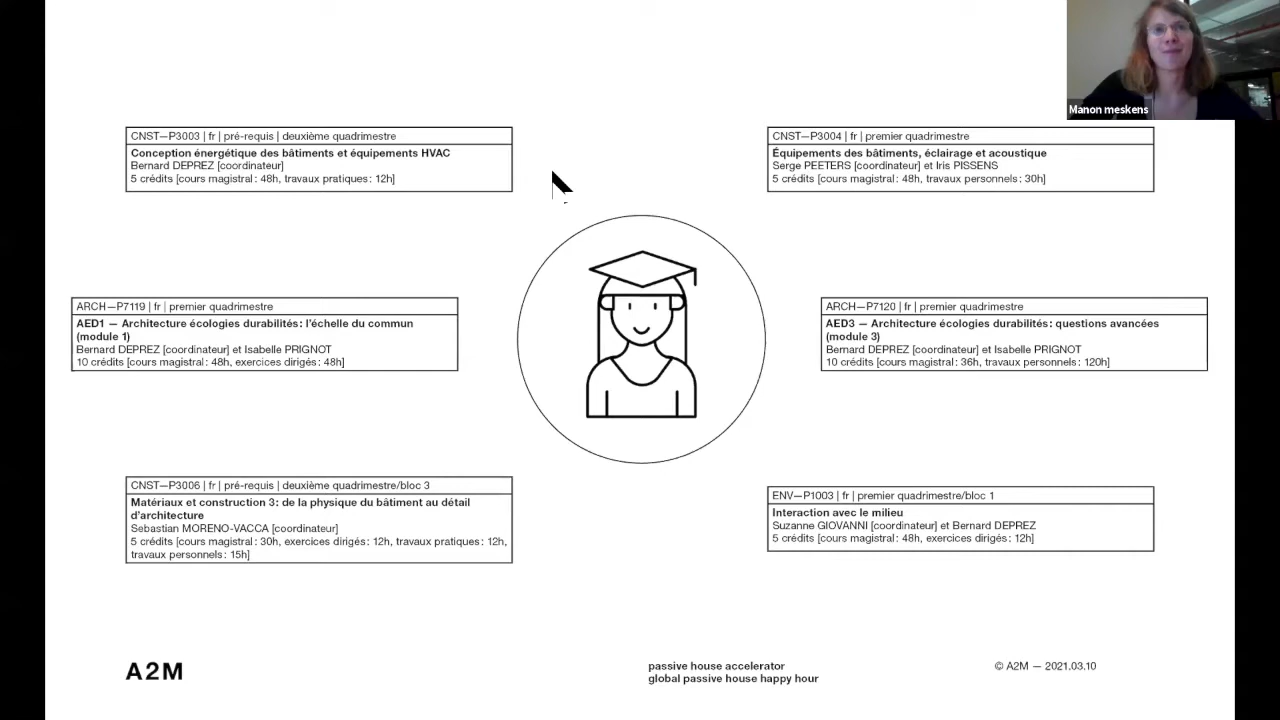 Manon meskens
CNST—P3003 | fr | pré-requis | deuxième quadrimestre
Conception énergétique des bâtiments et équipements HVAC
Bernard DEPREZ [coordinateur]
5 crédits [cours magistral : 48h, travaux pratiques : 12h]
CNST—P3004 | fr | premier quadrimestre
Équipements des bâtiments, éclairage et acoustique
Serge PEETERS [coordinateur] et Iris PISSENS
5 crédits [cours magistral : 48h, travaux personnels : 30h]
ARCH—P7119 | fr | premier quadrimestre
AED1 — Architecture écologies durabilités : l'échelle du commun
(module 1)
Bernard DEPREZ [coordinateur] et Isabelle PRIGNOT
10 crédits [cours magistral : 48h, exercices dirigés : 48h]
ARCH—P7120 | fr | premier quadrimestre
AED3 — Architecture écologies durabilités : questions avancées
(module 3)
Bernard DEPREZ [coordinateur] et Isabelle PRIGNOT
10 crédits [cours magistral : 36h, travaux personnels : 120h]
CNST—P3006 | fr | pré-requis | deuxième quadrimestre/bloc 3
Matériaux et construction 3 : de la physique du bâtiment au détail
d'architecture
Sebastian MORENO-VACCA [coordinateur]
5 crédits [cours magistral : 30h, exercices dirigés : 12h, travaux pratiques : 12h,
travaux personnels : 15h]
ENV—P1003 | fr | premier quadrimestre/bloc 1
Interaction avec le milieu
Suzanne GIOVANNI [coordinateur] et Bernard DEPREZ
5 crédits [cours magistral : 48h, exercices dirigés : 12h]
A2M
passive house accelerator
global passive house happy hour
© A2M — 2021.03.10